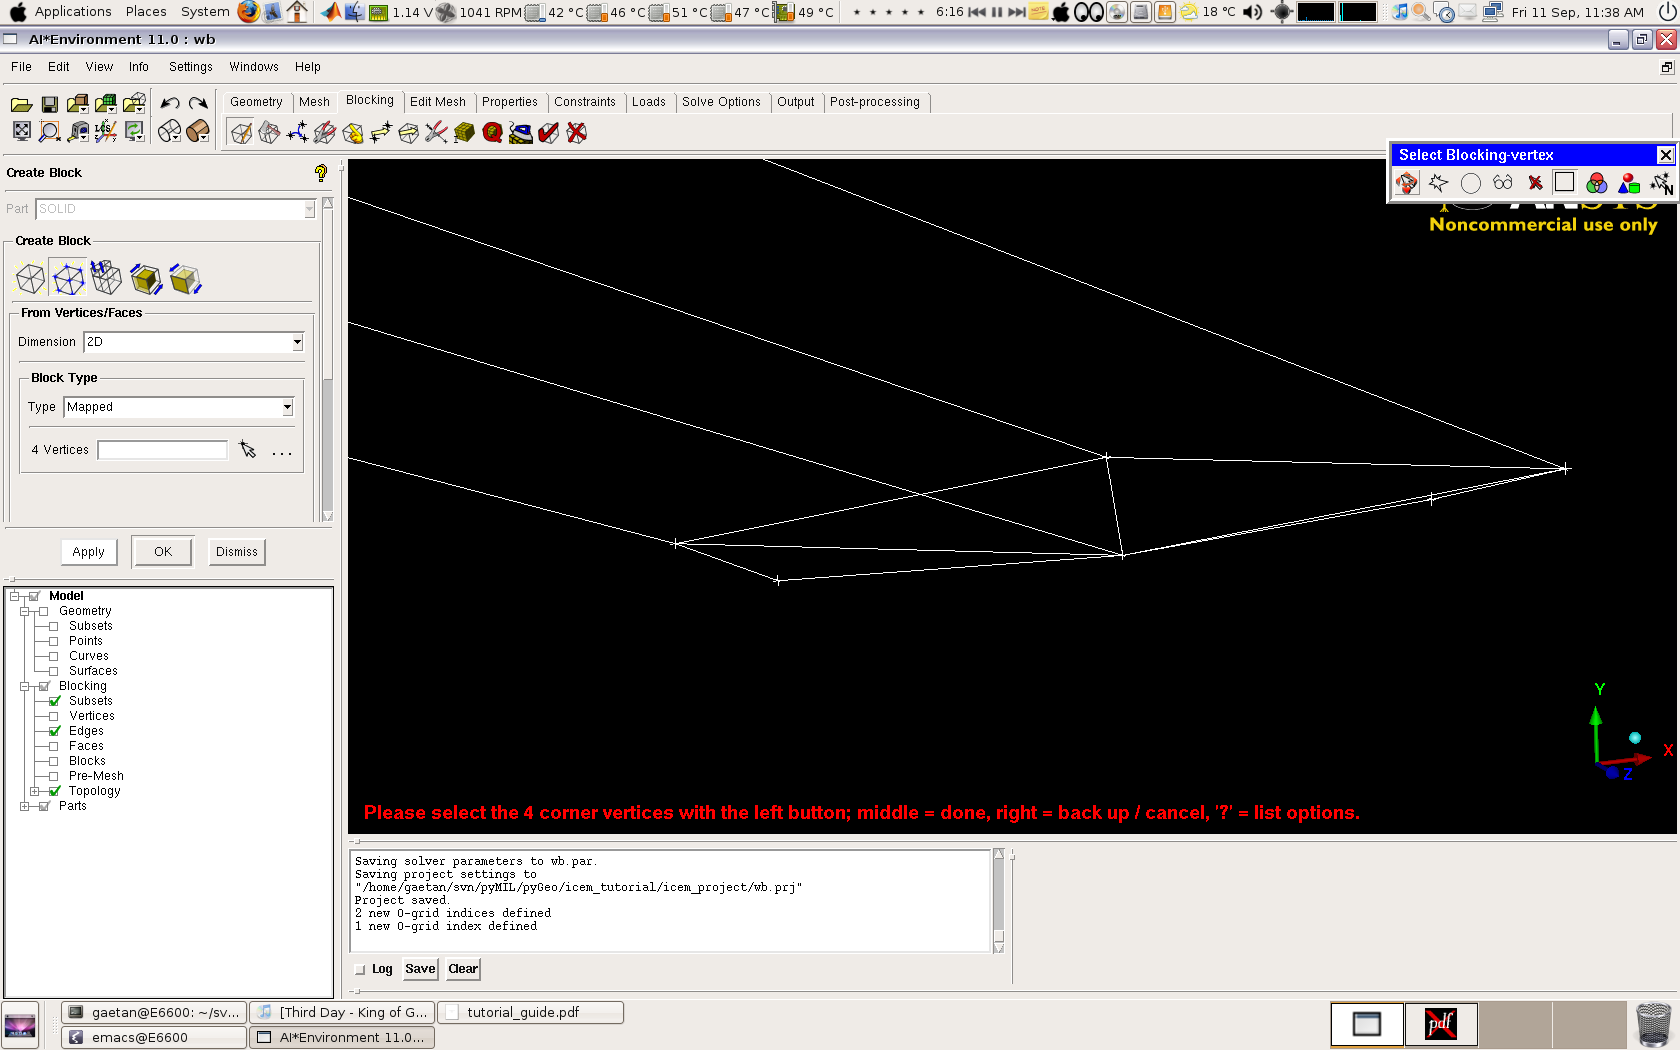 Applications Places System 1.14 V 1041 RPM 42 °C 46 °C 51 °C 47 °C 49 °C 6:16 18 °C Fri 11 Sep, 11:38 AM
AI*Environment 11.0 : wb
File Edit View Info Settings Windows Help
Geometry Mesh Blocking Edit Mesh Properties Constraints Loads Solve Options Output Post-processing
Select Blocking-vertex
Create Block
Part SOLID
Noncommercial use only
Create Block
From Vertices/Faces
Dimension 2D
Block Type
Type Mapped
4 Vertices ...
Apply OK Dismiss
Model
Geometry
Subsets
Points
Curves
Surfaces
Blocking
Subsets
Vertices
Edges
Faces
Blocks
Pre-Mesh
Topology
Parts
Y
X
Z
Please select the 4 corner vertices with the left button; middle = done, right = back up / cancel, '?' = list options.
Saving solver parameters to wb.par.
Saving project settings to
"/home/gaetan/svn/pyMIL/pyGeo/icem_tutorial/icem_project/wb.prj"
Project saved.
2 new O-grid indices defined
1 new O-grid index defined
Log Save Clear
gaetan@E6600: ~/sv... [Third Day - King of G... tutorial_guide.pdf
emacs@E6600 AI*Environment 11.0...
pdf